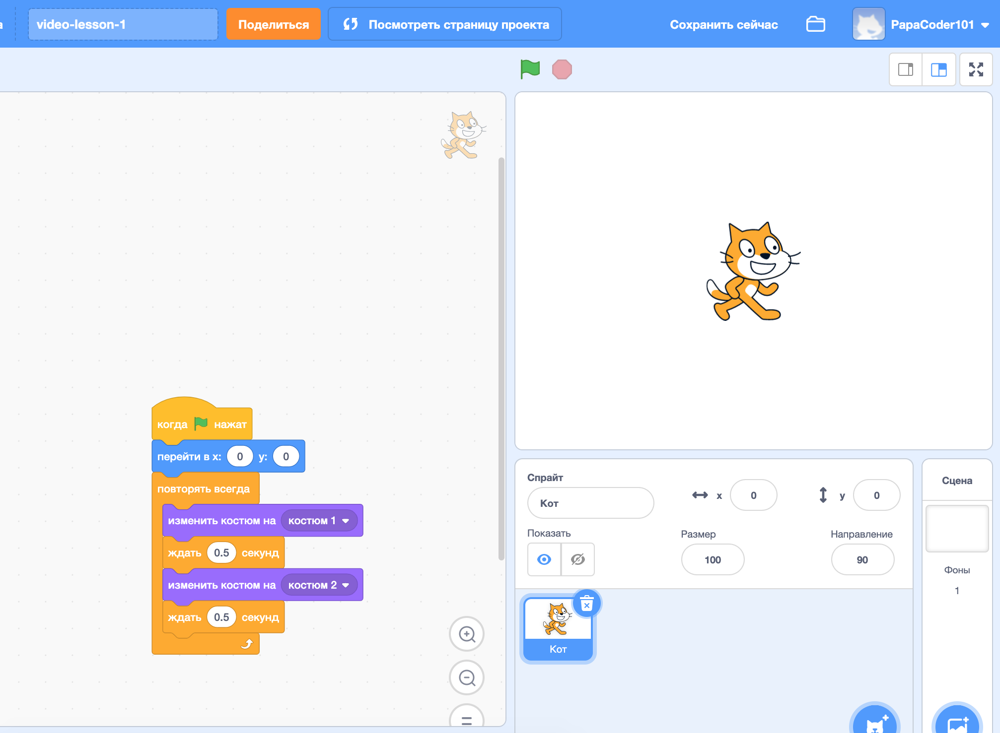 video-lesson-1
Поделиться
Посмотреть страницу проекта
Сохранить сейчас
PapaCoder101
когда нажат
перейти в x: 0 y: 0
повторять всегда
изменить костюм на костюм 1
ждать 0.5 секунд
изменить костюм на костюм 2
ждать 0.5 секунд
Спрайт
Кот
x 0
y 0
Показать
Размер
100
Направление
90
Кот
Сцена
Фоны
1